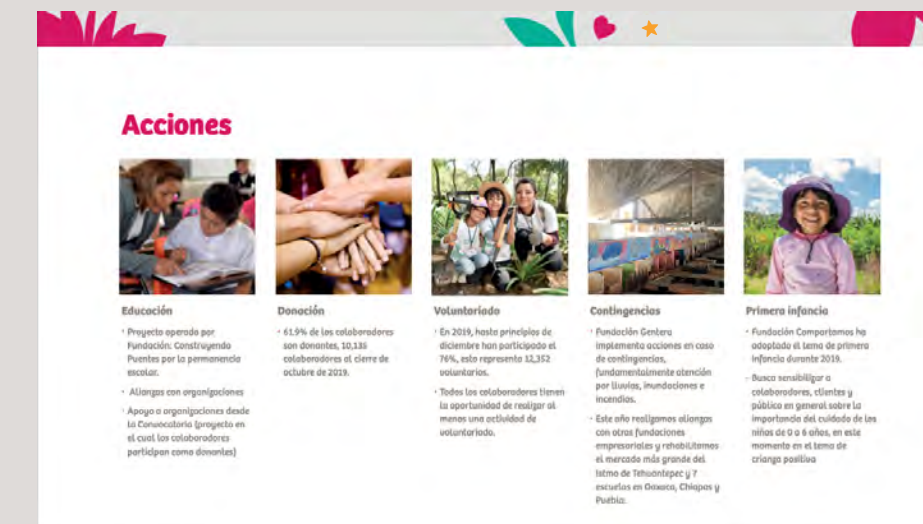 Acciones
Educación
· Proyecto operado por
Fundación: Construyendo
Puentes por la permanencia
escolar.
· Alianzas con organizaciones
· Apoyo a organizaciones desde
la Convocatoria (proyecto en
el cual los colaboradores
participan como donantes)
Donación
· 61.9% de los colaboradores
son donantes, 10,135
colaboradores al cierre de
octubre de 2019.
Voluntariado
· En 2019, hasta principios de
diciembre han participado el
76%, esto representa 12,352
voluntarios.
· Todos los colaboradores tienen
la oportunidad de realizar al
menos una actividad de
voluntariado.
Contingencias
· Fundación Gentera
implementa acciones en caso
de contingencias,
fundamentalmente atención
por lluvias, inundaciones e
incendios.
· Este año realizamos alianzas
con otras fundaciones
empresariales y rehabilitamos
el mercado más grande del
Istmo de Tehuantepec y 7
escuelas en Oaxaca, Chiapas y
Puebla.
Primera infancia
· Fundación Compartamos ha
adoptado el tema de primera
infancia durante 2019.
- Busca sensibilizar a
colaboradores, clientes y
público en general sobre la
importancia del cuidado de los
niños de 0 a 6 años, en este
momento en el tema de
crianza positiva